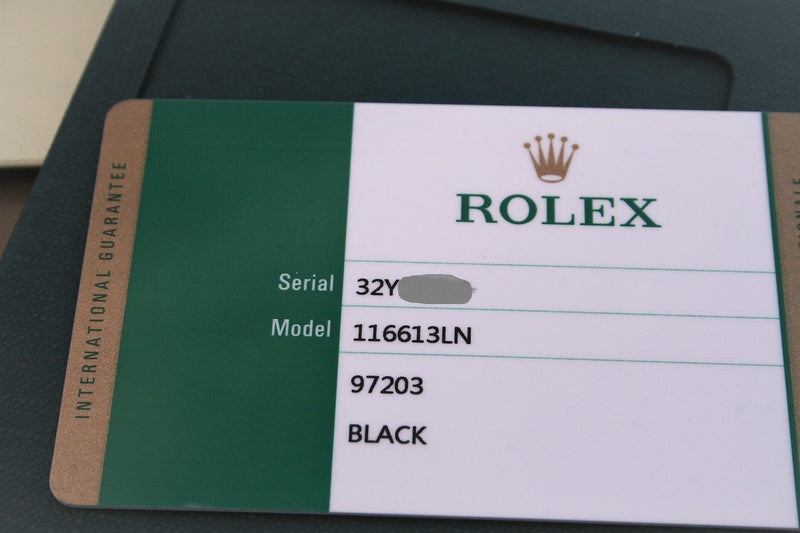 INTERNATIONAL GUARANTEE
ROLEX
Serial 32Y
Model 116613LN
97203
BLACK